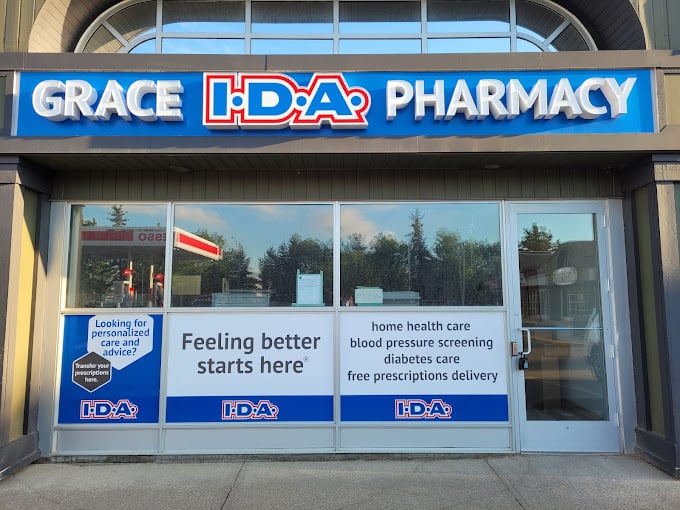 GRACE I·D·A· PHARMACY
ESSO
Looking for
personalized
care and
advice?
Transfer your
prescriptions
here.
I·D·A·
Feeling better
starts here®
I·D·A·
home health care
blood pressure screening
diabetes care
free prescriptions delivery
I·D·A·